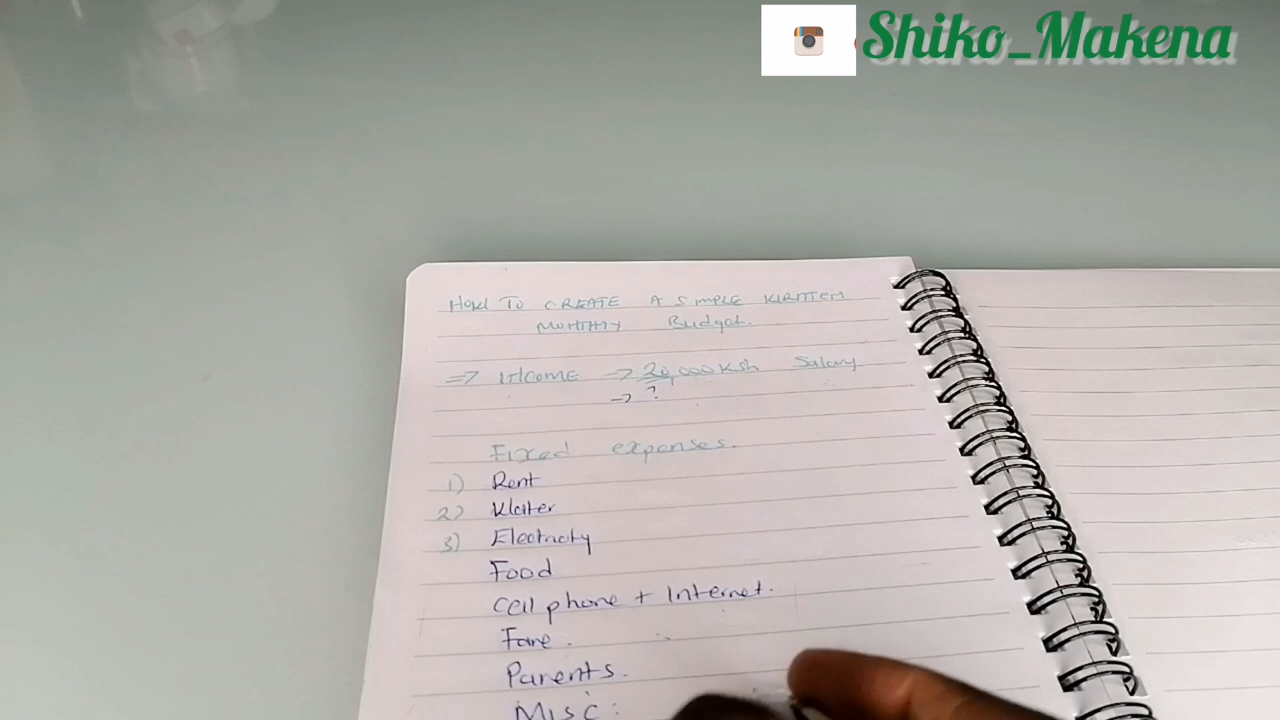 Shiko_Makena
HOW TO CREATE A SIMPLE WRITTEN
MONTHLY Budget.
=> INCOME → 20,000 Ksh Salary
→ ?
Fixed expenses.
1) Rent
2) Water
3) Electricity
Food
Cell phone + Internet.
Fare.
Parents.
Misc: